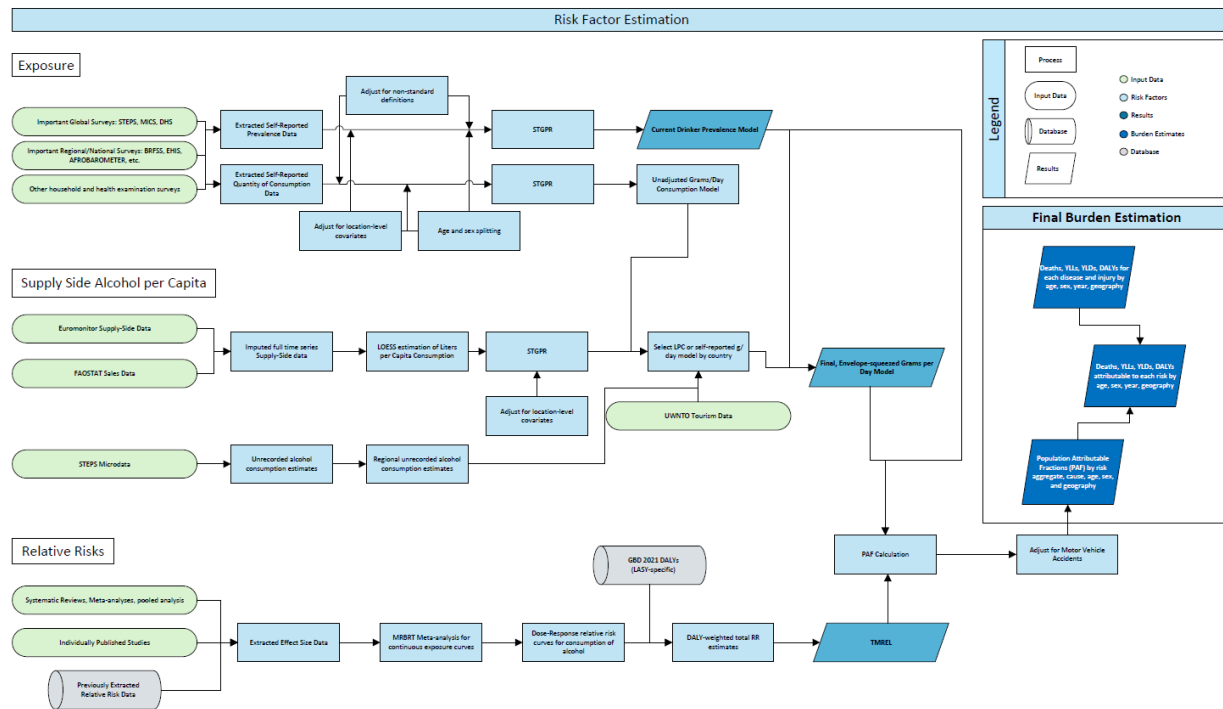 Risk Factor Estimation
Exposure
Important Global Surveys: STEPS, MICS, DHS
Important Regional/National Surveys: BRFSS, EHIS,
AFROBAROMETER, etc.
Other household and health examination surveys
Extracted Self-Reported
Prevalence Data
Extracted Self-Reported
Quantity of Consumption
Data
Adjust for non-standard
definitions
Adjust for location-level
covariates
Age and sex splitting
STGPR
STGPR
Current Drinker Prevalence Model
Unadjusted Grams/Day
Consumption Model
Supply Side Alcohol per Capita
Euromonitor Supply-Side Data
FAOSTAT Sales Data
Imputed full time series
Supply-Side data
LOESS estimation of Liters
per Capita Consumption
STGPR
Adjust for location-level
covariates
Select LPC or self-reported g/
day model by country
UWNTO Tourism Data
Final, Envelope-squeezed Grams per
Day Model
STEPS Microdata
Unrecorded alcohol
consumption estimates
Regional unrecorded alcohol
consumption estimates
Relative Risks
Systematic Reviews, Meta-analyses, pooled analysis
Individually Published Studies
Previously Extracted
Relative Risk Data
Extracted Effect Size Data
MRBRT Meta-analysis for
continuous exposure curves
Dose-Response relative risk
curves for consumption of
alcohol
GBD 2021 DALYs
(LASY-specific)
DALY-weighted total RR
estimates
TMREL
PAF Calculation
Adjust for Motor Vehicle
Accidents
Legend
Process
Input Data
Database
Results
Input Data
Risk Factors
Results
Burden Estimates
Database
Final Burden Estimation
Deaths, YLLs, YLDs, DALYs for
each disease and injury by
age, sex, year, geography
Deaths, YLLs, YLDs, DALYs
attributable to each risk by
age, sex, year, geography
Population Attributable
Fractions (PAF) by risk
aggregate, cause, age, sex,
and geography